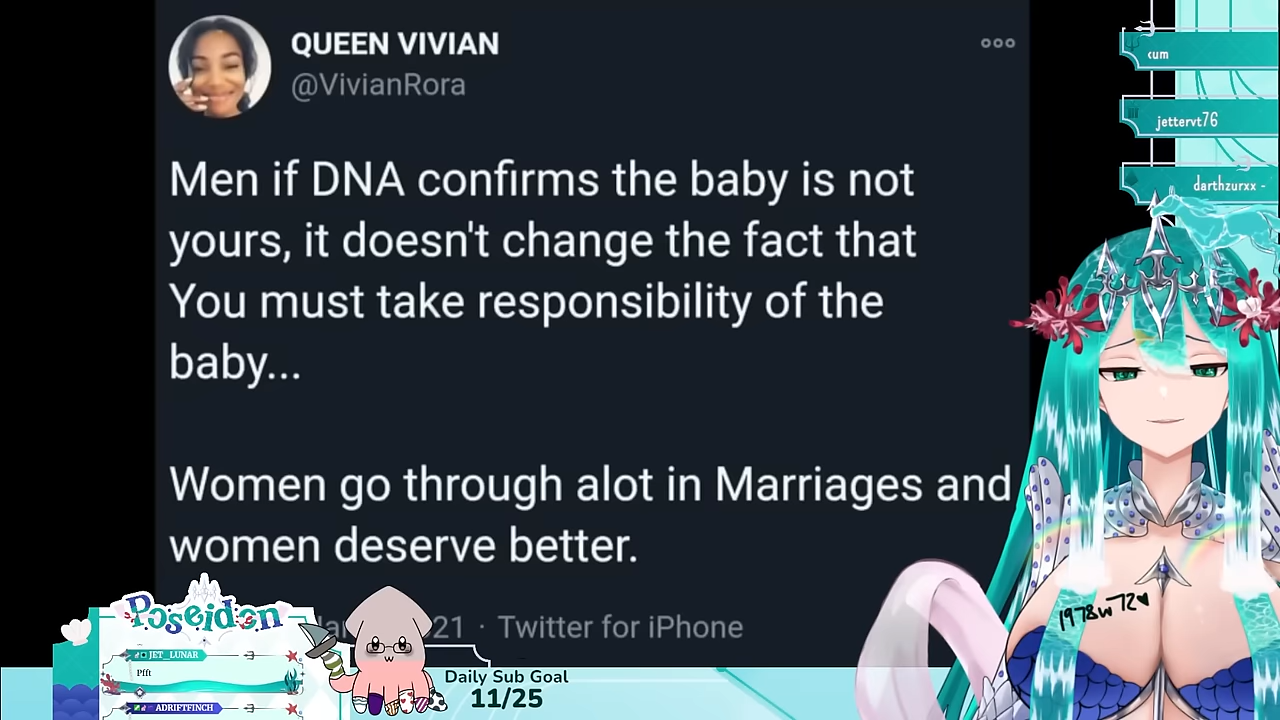 QUEEN VIVIAN
@VivianRora
Men if DNA confirms the baby is not
yours, it doesn't change the fact that
You must take responsibility of the
baby...
Women go through alot in Marriages and
women deserve better.
21 · Twitter for iPhone
jettervt76
darthzurxx -
1978w72♥
Poseidon
JET_LUNAR
Pfft
ADRIFTFINCH
Daily Sub Goal
11/25